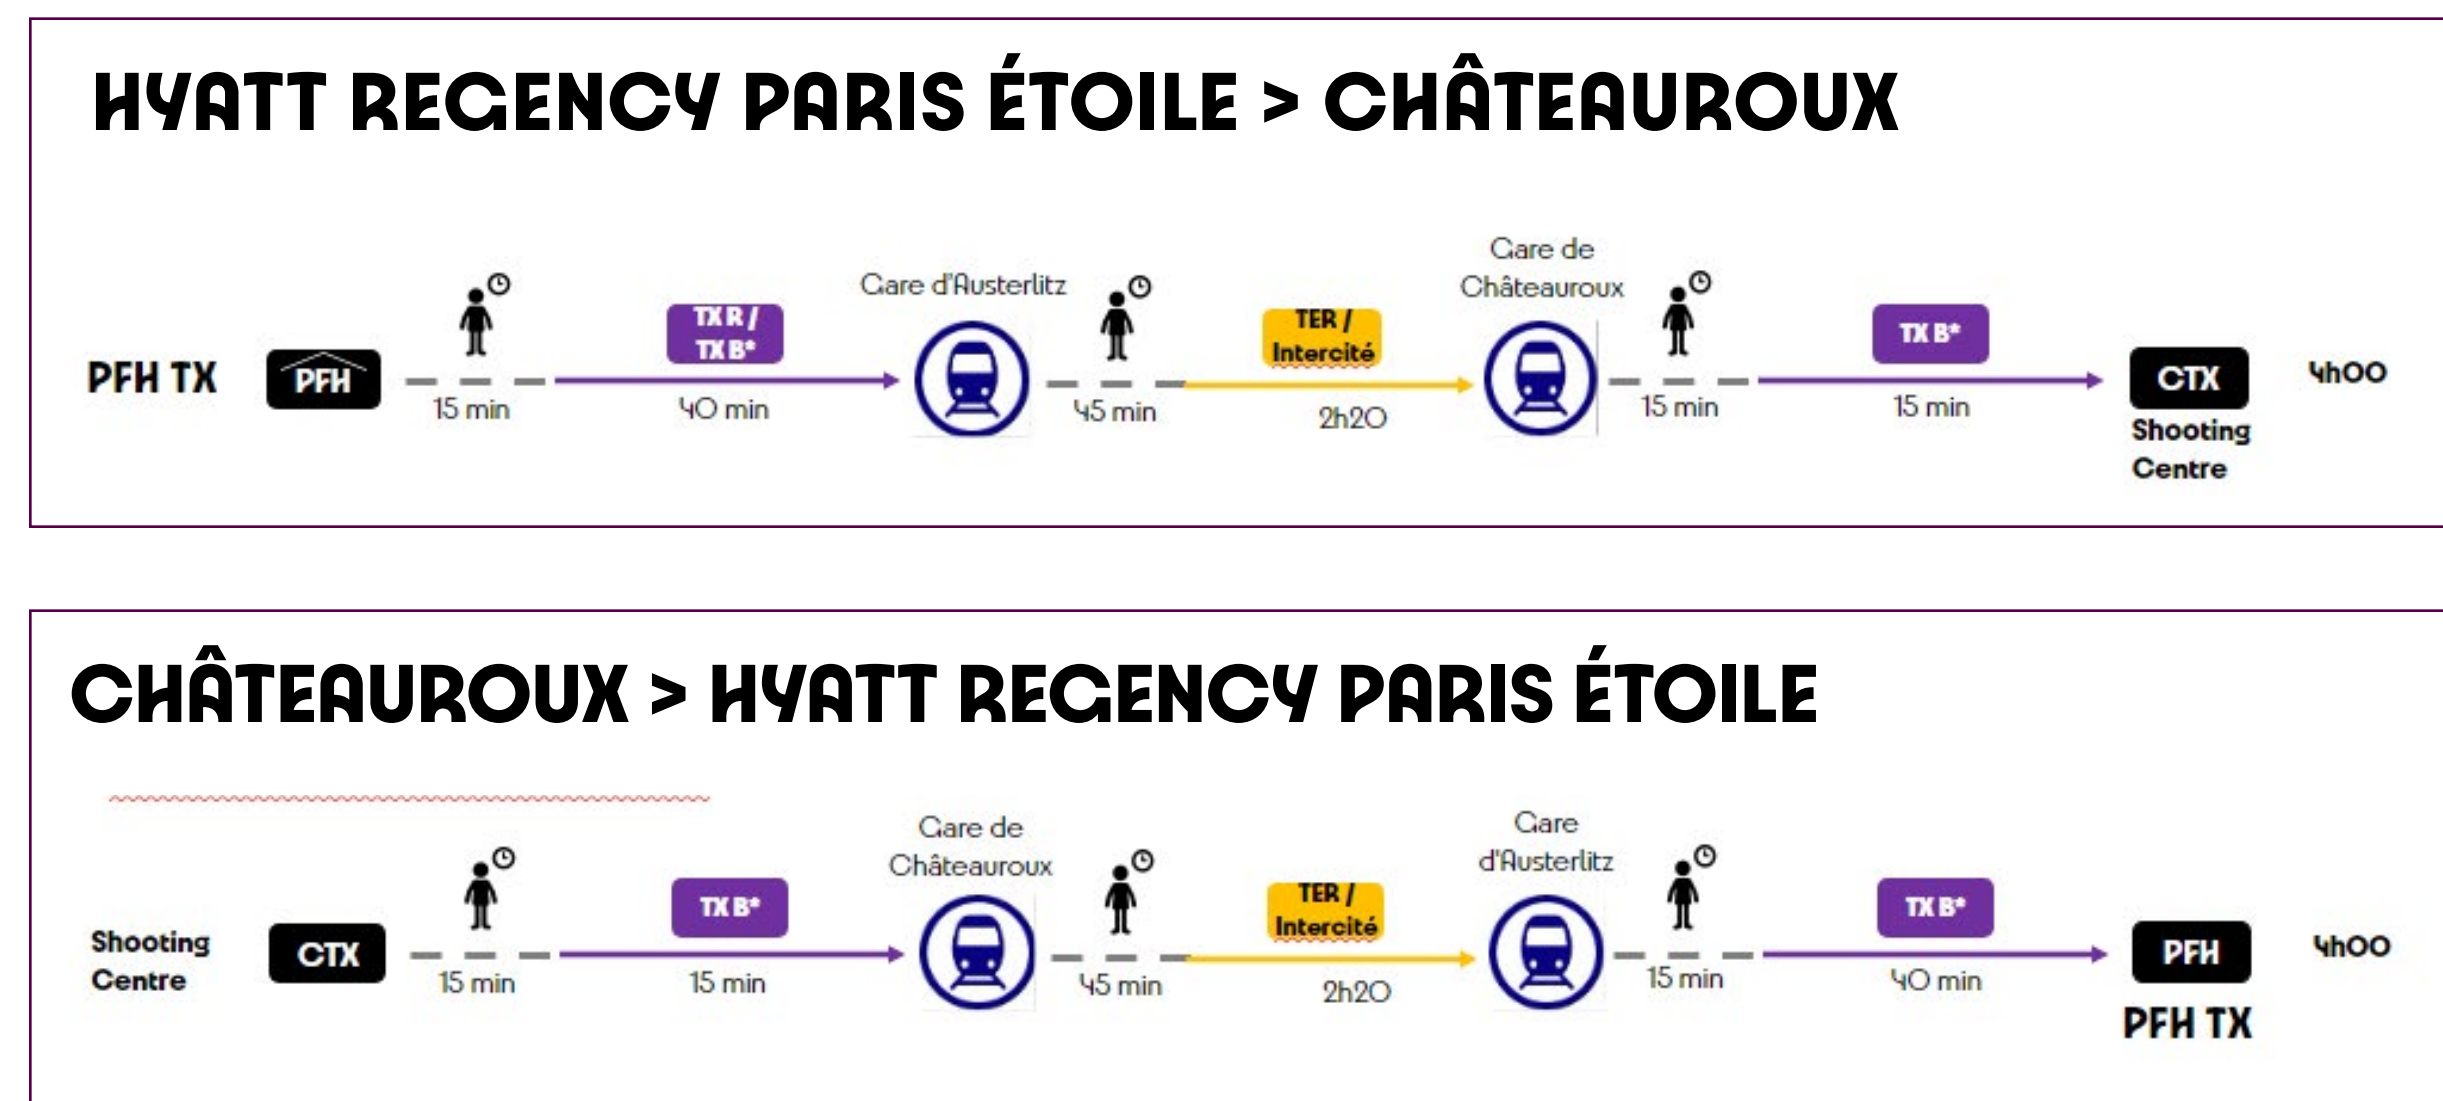 HYATT REGENCY PARIS ÉTOILE > CHÂTEAUROUX
Gare de
Châteauroux
Gare d'Austerlitz
TX R /
TX B*
TER /
Intercité
TX B*
PFH TX
PFH
CTX
4h00
15 min
40 min
45 min
2h20
15 min
15 min
Shooting
Centre
CHÂTEAUROUX > HYATT REGENCY PARIS ÉTOILE
Gare de
Châteauroux
Gare
d'Austerlitz
TX B*
TER /
Intercité
TX B*
Shooting
Centre
CTX
PFH
4h00
15 min
15 min
45 min
2h20
15 min
40 min
PFH TX